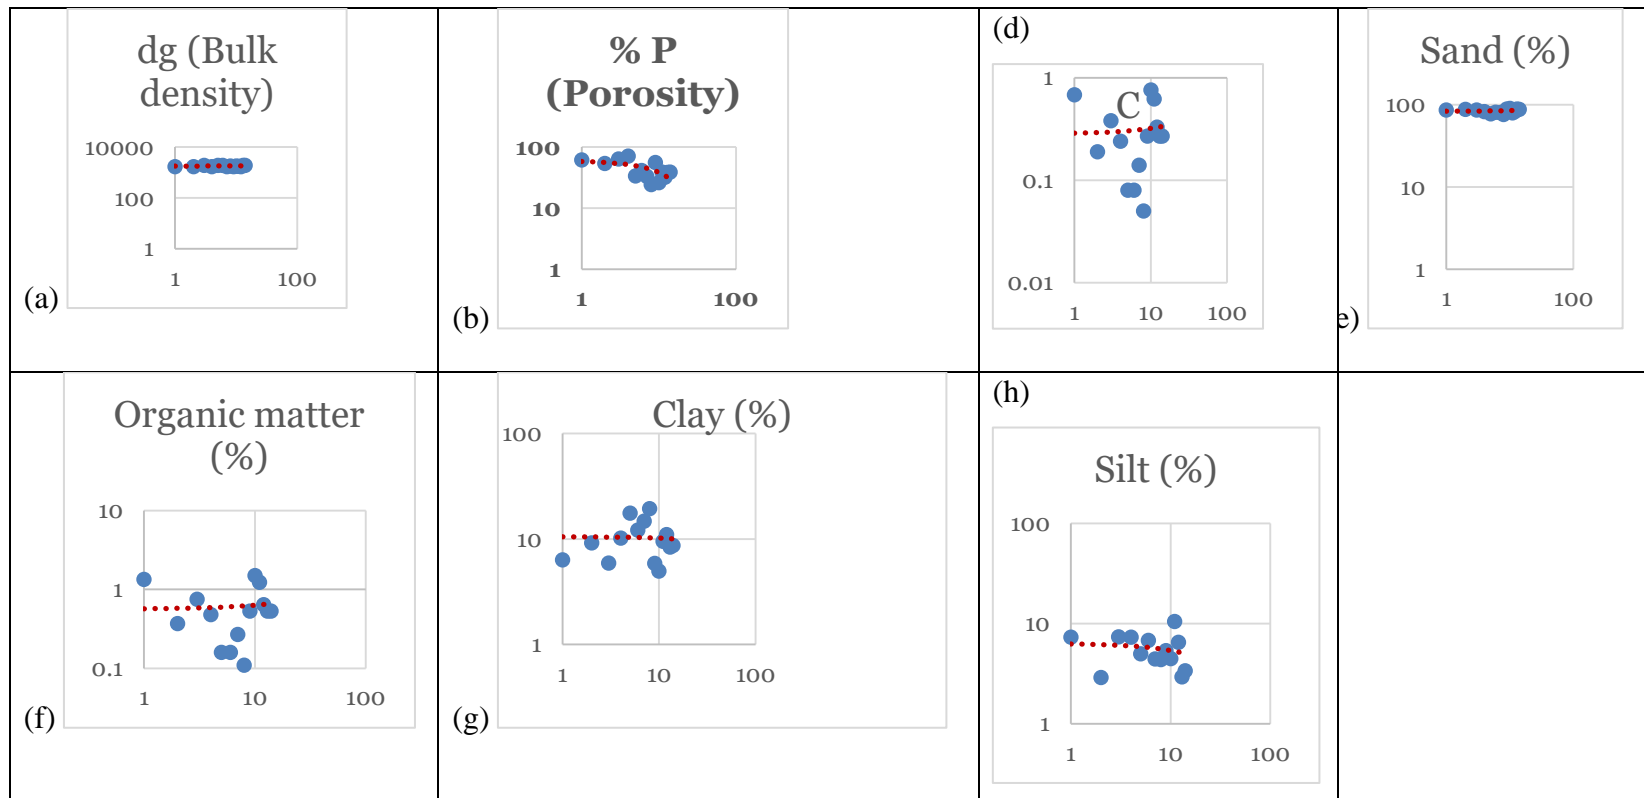 dg (Bulk
density)
10000
100
1
1 100
(a)
% P
(Porosity)
100
10
1
1 100
(b)
(d)
C
1
0.1
0.01
1 10 100
Sand (%)
100
10
1
1 100
e)
Organic matter
(%)
10
1
0.1
1 10 100
(f)
Clay (%)
100
10
1
1 10 100
(g)
(h)
Silt (%)
100
10
1
1 10 100